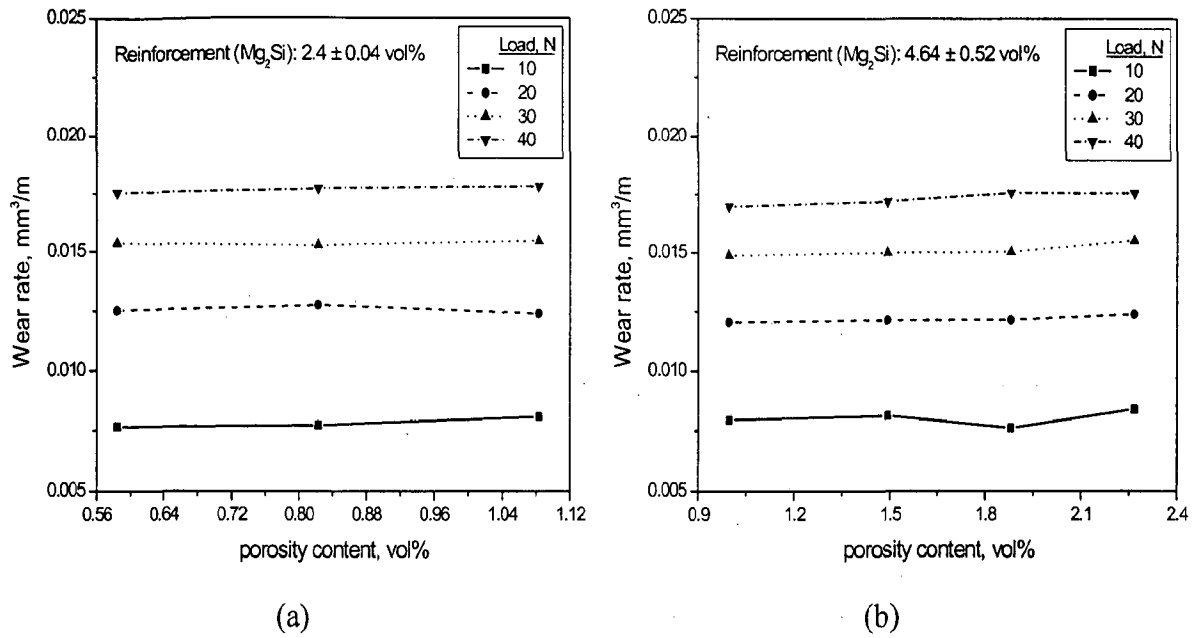 0.025
0.020
0.015
0.010
0.005
Wear rate, mm³/m
Reinforcement (Mg₂Si): 2.4 ± 0.04 vol%
Load, N
10
20
30
40
0.56 0.64 0.72 0.80 0.88 0.96 1.04 1.12
porosity content, vol%
(a)
0.025
0.020
0.015
0.010
0.005
Wear rate, mm³/m
Reinforcement (Mg₂Si): 4.64 ± 0.52 vol%
Load, N
10
20
30
40
0.9 1.2 1.5 1.8 2.1 2.4
porosity content, vol%
(b)